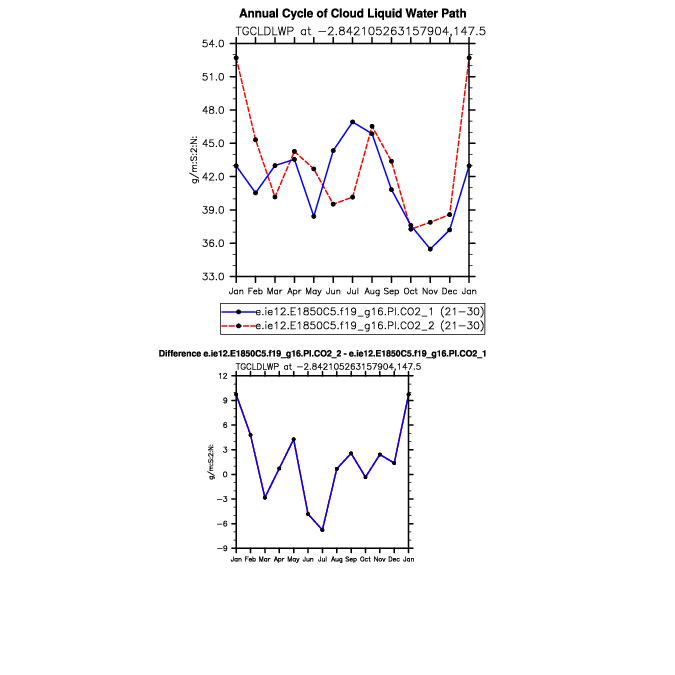 Annual Cycle of Cloud Liquid Water Path
TGCLDLWP at −2.842105263157904,147.5
54.0
51.0
48.0
45.0
42.0
39.0
36.0
33.0
g/m:S:2:N:
Jan Feb Mar Apr May Jun Jul Aug Sep Oct Nov Dec Jan
e.ie12.E1850C5.f19_g16.PI.CO2_1 (21−30)
e.ie12.E1850C5.f19_g16.PI.CO2_2 (21−30)
Difference e.ie12.E1850C5.f19_g16.PI.CO2_2 - e.ie12.E1850C5.f19_g16.PI.CO2_1
TGCLDLWP at −2.842105263157904,147.5
12
9
6
3
0
−3
−6
−9
g/m:S:2:N:
Jan Feb Mar Apr May Jun Jul Aug Sep Oct Nov Dec Jan